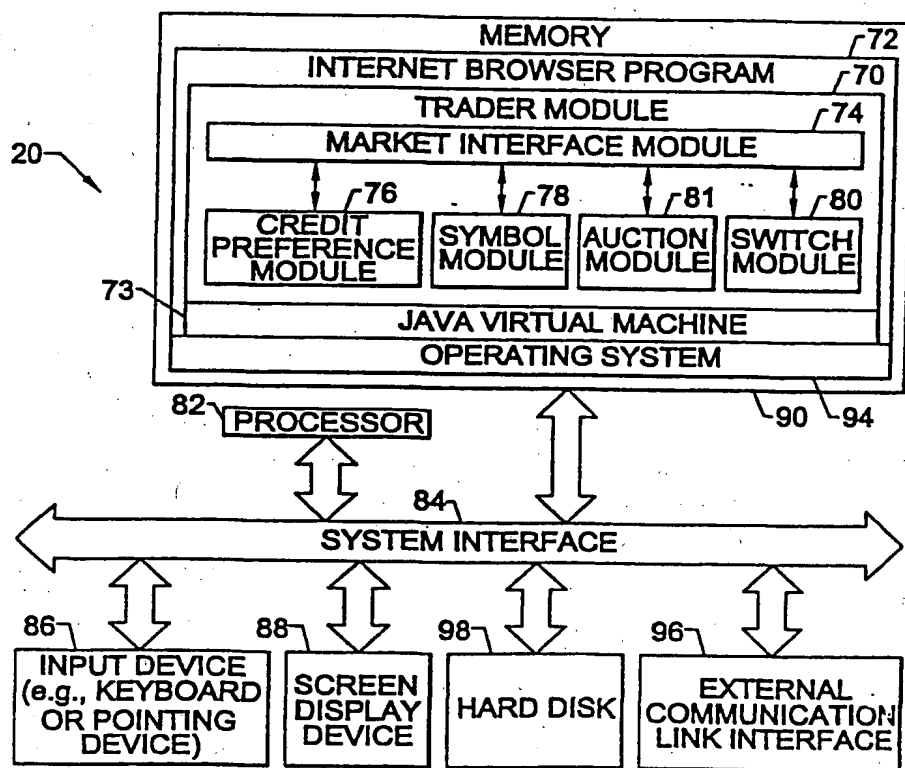 MEMORY
72
INTERNET BROWSER PROGRAM
70
TRADER MODULE
74
MARKET INTERFACE MODULE
20
76
78
81
80
CREDIT
PREFERENCE
MODULE
SYMBOL
MODULE
AUCTION
MODULE
SWITCH
MODULE
73
JAVA VIRTUAL MACHINE
OPERATING SYSTEM
82
PROCESSOR
90
94
84
SYSTEM INTERFACE
86
88
98
96
INPUT DEVICE
(e.g., KEYBOARD
OR POINTING
DEVICE)
SCREEN
DISPLAY
DEVICE
HARD DISK
EXTERNAL
COMMUNICATION
LINK INTERFACE